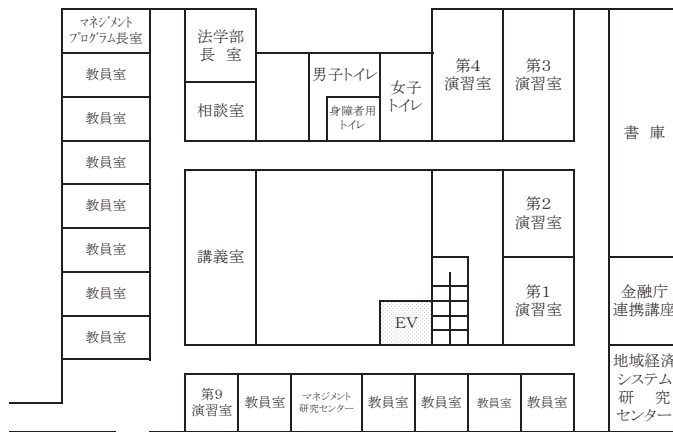 マネジメント
プログラム長室
教員室
教員室
教員室
教員室
教員室
教員室
教員室
法学部
長 室
相談室
男子トイレ
身障者用
トイレ
女子
トイレ
第4
演習室
第3
演習室
書 庫
講義室
EV
第2
演習室
第1
演習室
金融庁
連携講座
地域経済
システム
研 究
センター
第9
演習室
教員室
マネジメント
研究センター
教員室
教員室
教員室
教員室